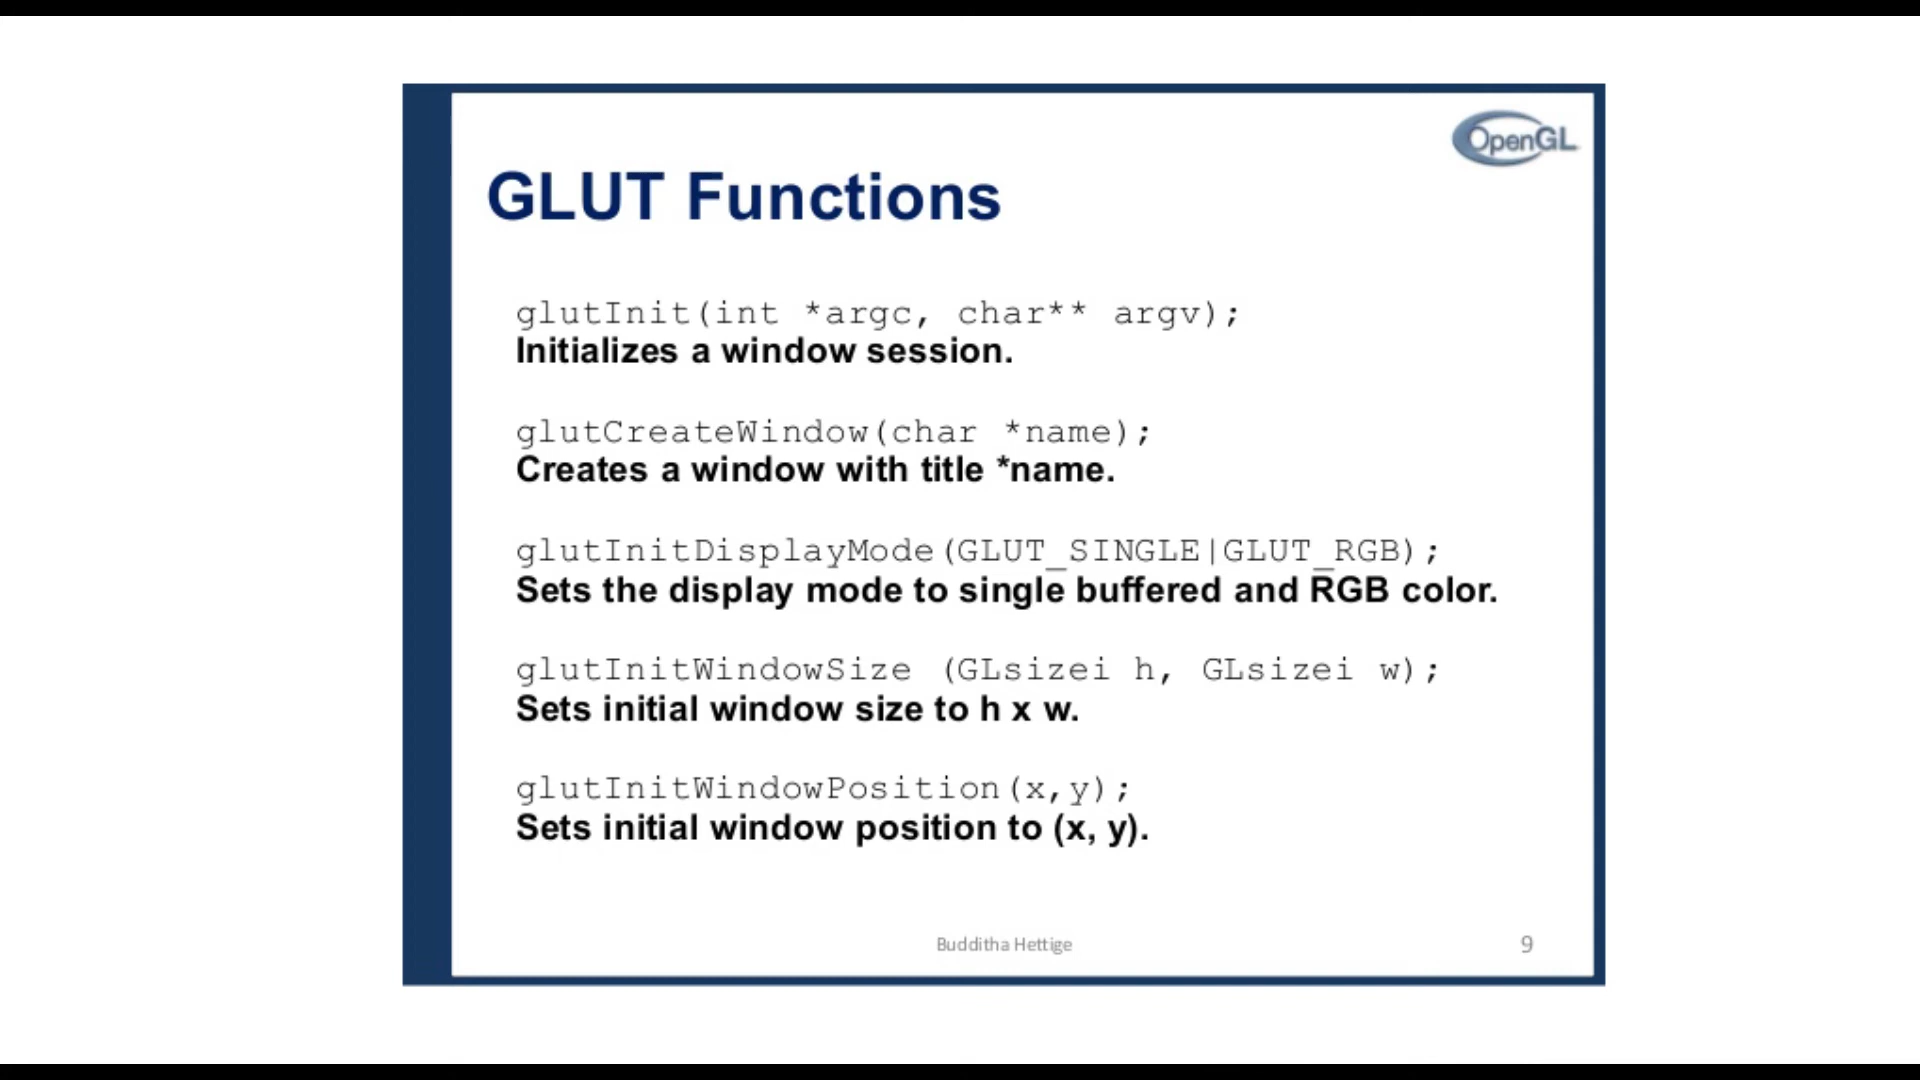 OpenGL
GLUT Functions
glutInit(int *argc, char** argv);
Initializes a window session.
glutCreateWindow(char *name);
Creates a window with title *name.
glutInitDisplayMode(GLUT_SINGLE|GLUT_RGB);
Sets the display mode to single buffered and RGB color.
glutInitWindowSize (GLsizei h, GLsizei w);
Sets initial window size to h x w.
glutInitWindowPosition(x,y);
Sets initial window position to (x, y).
Budditha Hettige
9